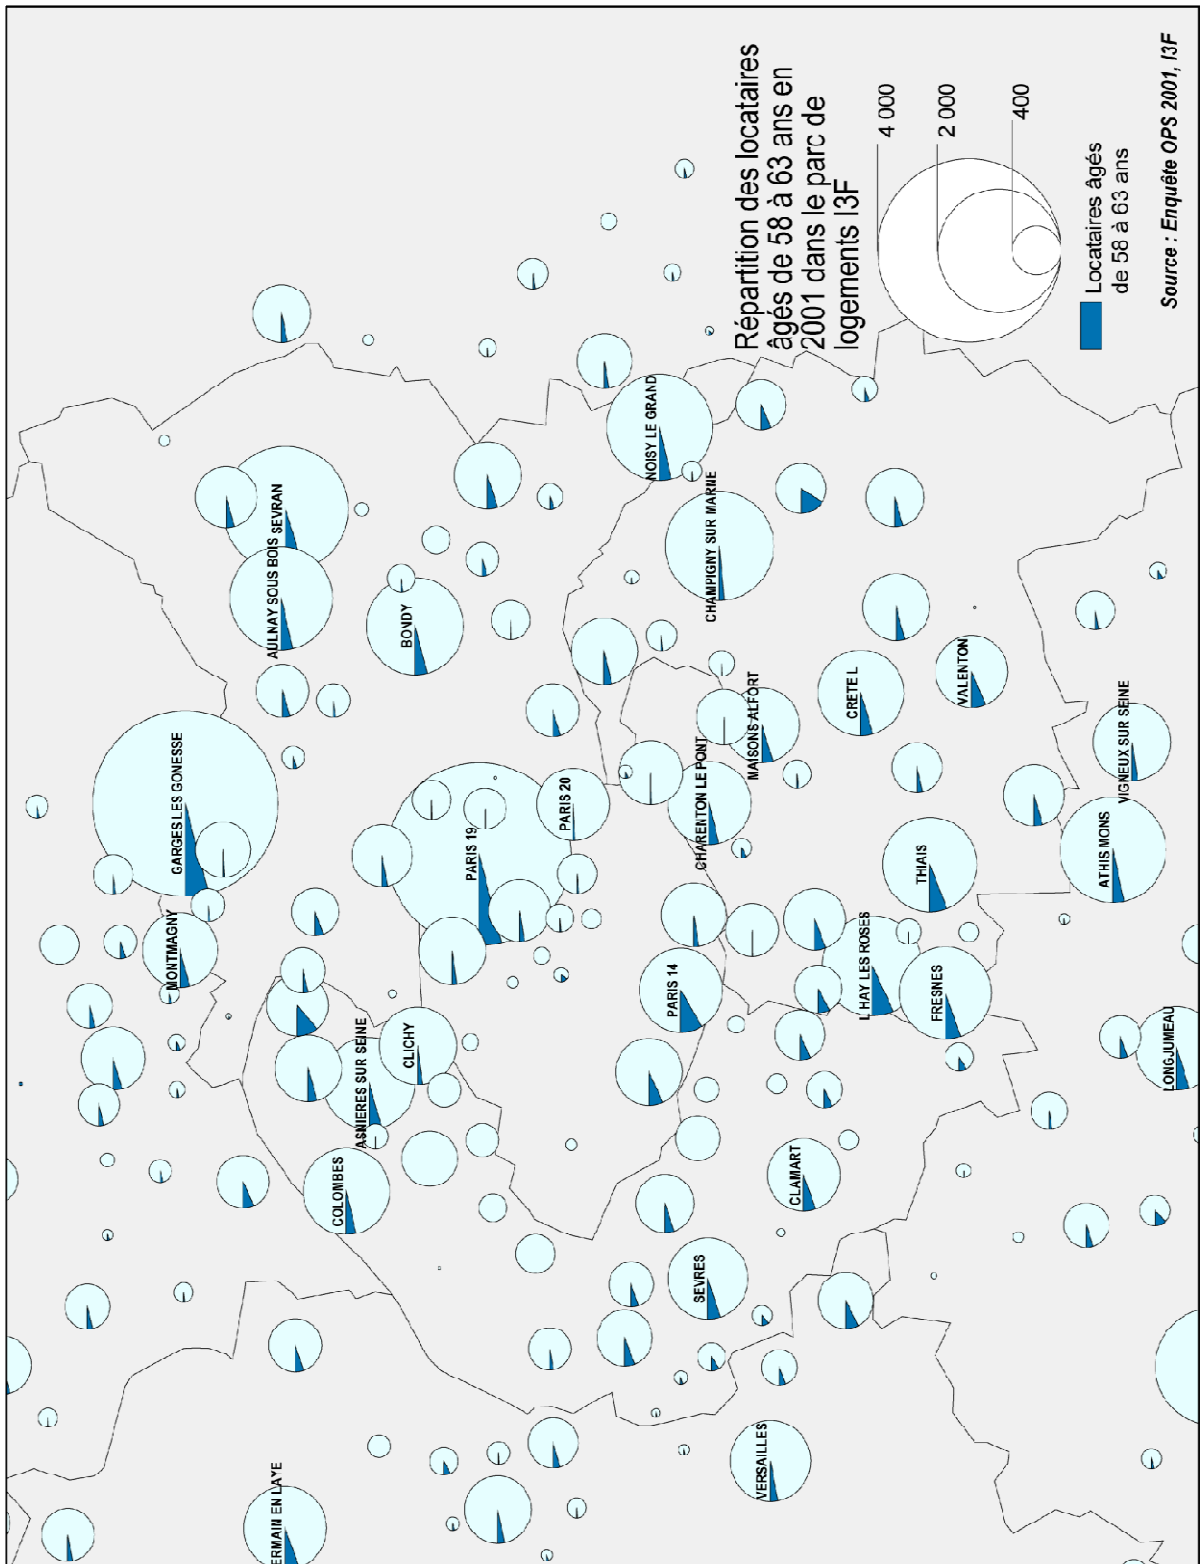 Répartition des locataires
âgés de 58 à 63 ans en
2001 dans le parc de
logements I3F
4 000
2 000
400
Locataires âgés
de 58 à 63 ans
Source : Enquête OPS 2001, I3F
GARGES LES GONESSE
MONTMAGNY
AULNAY SOUS BOIS
SEVRAN
BONDY
NOISY LE GRAND
CHAMPIGNY SUR MARNE
PARIS 19
PARIS 20
ASNIERES SUR SEINE
CLICHY
COLOMBES
ERMAIN EN LAYE
CHARENTON LE PONT
MAISONS ALFORT
CRETEIL
VALENTON
PARIS 14
THIAIS
L HAY LES ROSES
FRESNES
SEVRES
CLAMART
VERSAILLES
VIGNEUX SUR SEINE
ATHIS MONS
LONGJUMEAU